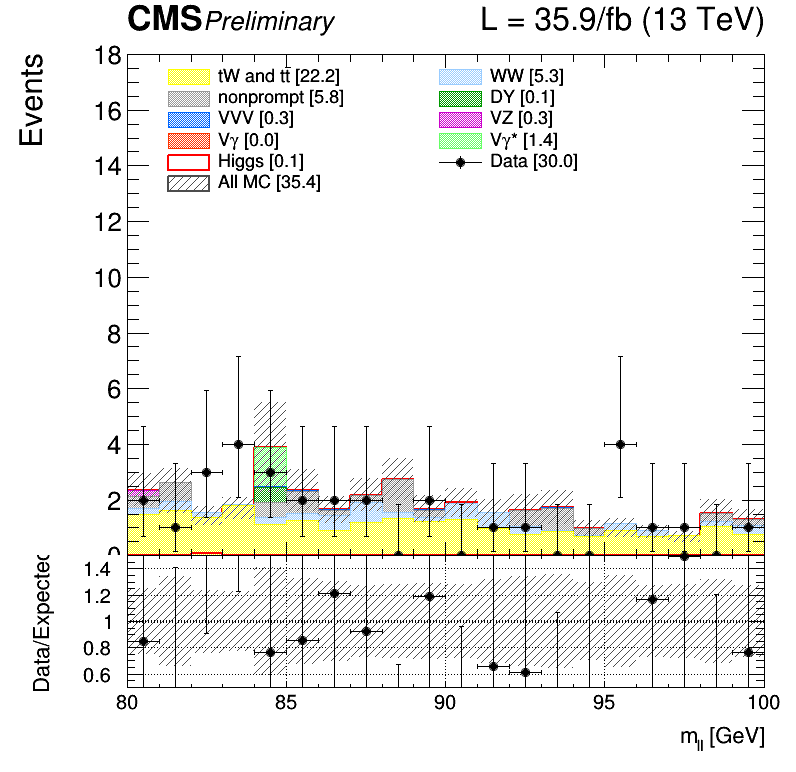 CMS Preliminary L = 35.9/fb (13 TeV)
Events
18
16
14
12
10
8
6
4
2
0
tW and tt̄ [22.2]
nonprompt [5.8]
VVV [0.3]
Vγ [0.0]
Higgs [0.1]
All MC [35.4]
WW [5.3]
DY [0.1]
VZ [0.3]
Vγ* [1.4]
Data [30.0]
Data/Expected
1.4
1.2
1
0.8
0.6
80 85 90 95 100
m_ll [GeV]